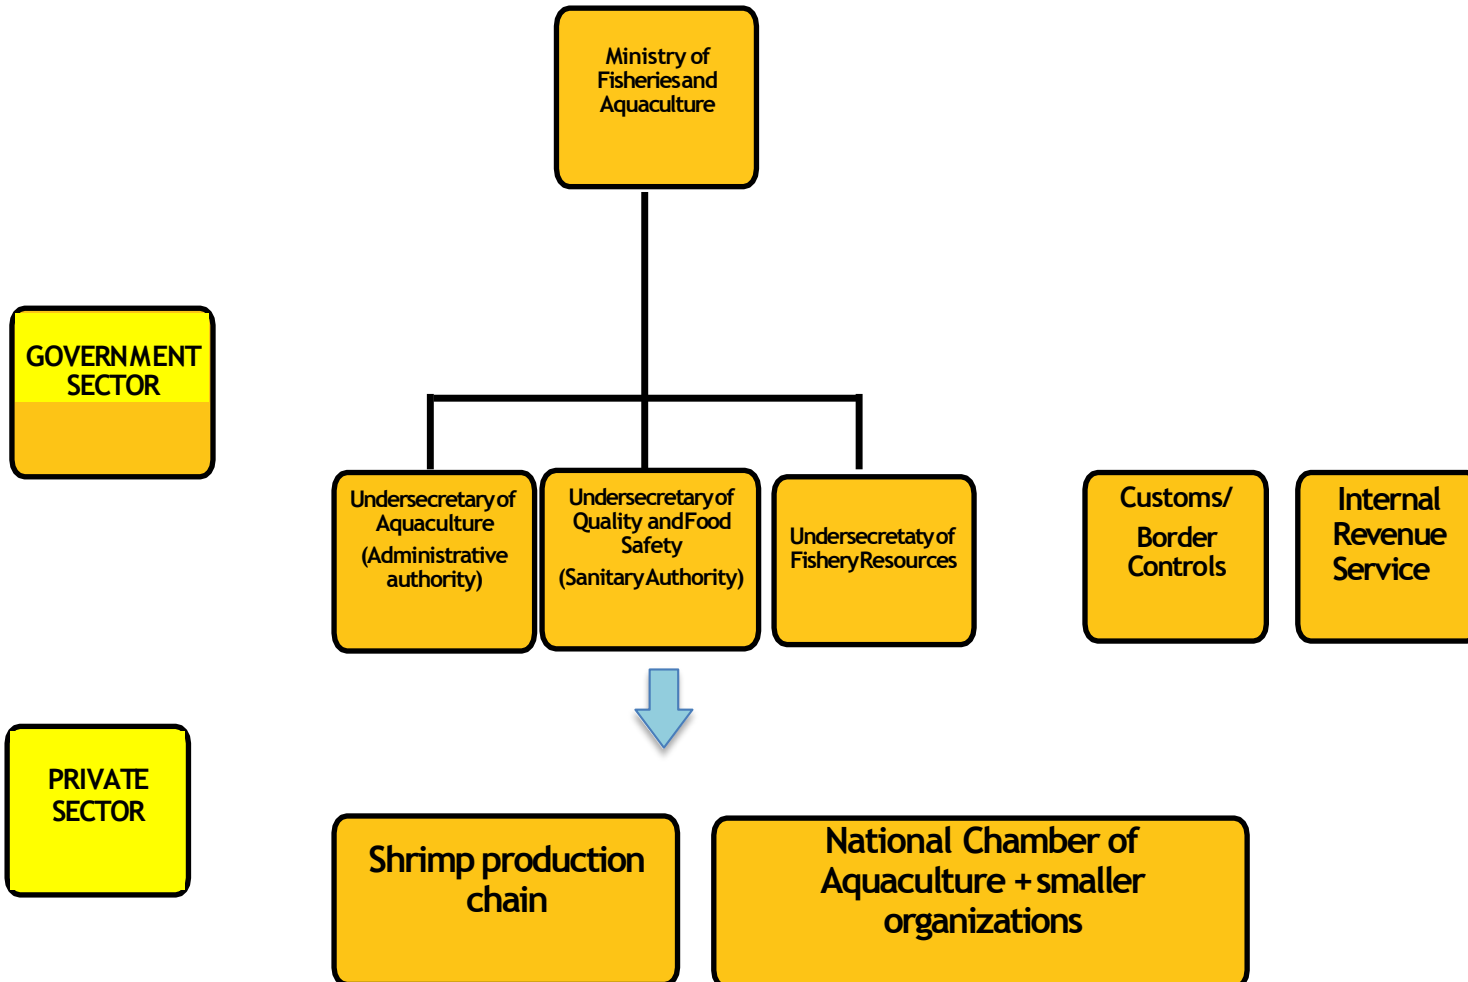 Ministry of
Fisheries and
Aquaculture
GOVERNMENT
SECTOR
Undersecretary of
Aquaculture
(Administrative
authority)
Undersecretary of
Quality and Food
Safety
(Sanitary Authority)
Undersecretaty of
Fishery Resources
Customs/
Border
Controls
Internal
Revenue
Service
PRIVATE
SECTOR
Shrimp production
chain
National Chamber of
Aquaculture + smaller
organizations